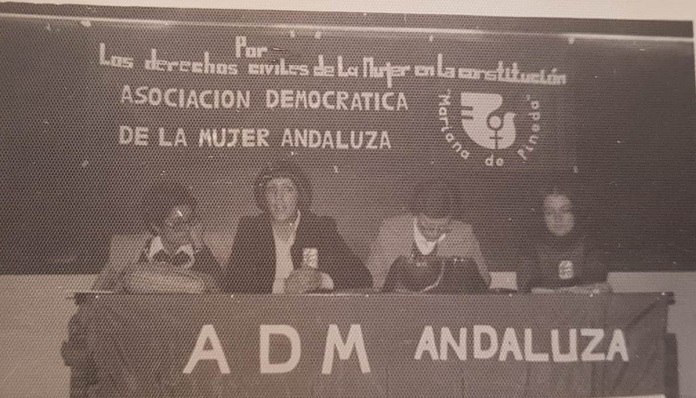 Por
Los derechos civiles de La Mujer en la constitución
ASOCIACION DEMOCRATICA
DE LA MUJER ANDALUZA
"Mariana de Pineda"
ADM ANDALUZA